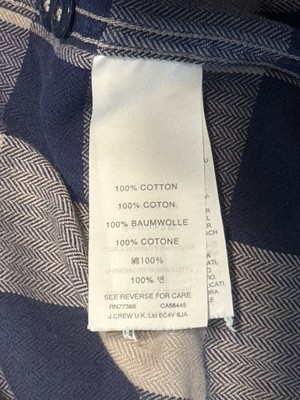 100% COTTON
100% COTON
100% BAUMWOLLE
100% COTONE
綿100%
100% 면
SEE REVERSE FOR CARE
RN77388 CA56445
J.CREW U.K. Ltd EC4V 6JA